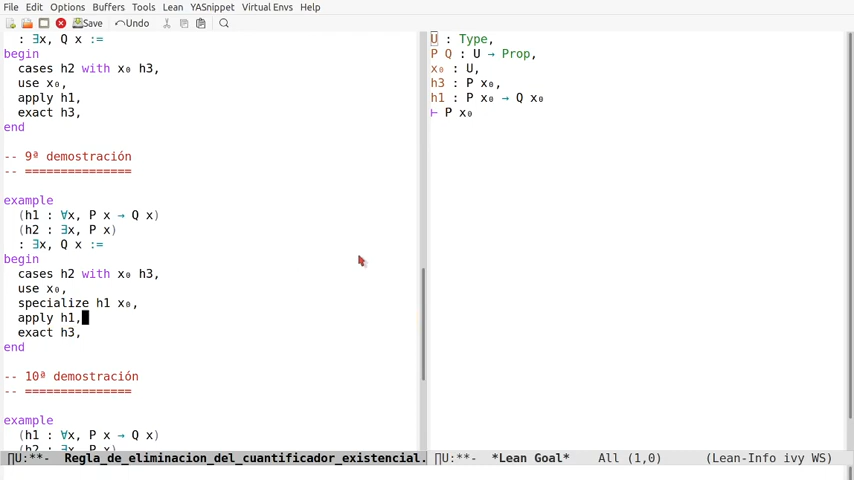 File Edit Options Buffers Tools Lean YASnippet Virtual Envs Help
Save Undo
: ∃x, Q x :=
begin
cases h2 with x₀ h3,
use x₀,
apply h1,
exact h3,
end
-- 9ª demostración
-- ===============
example
(h1 : ∀x, P x → Q x)
(h2 : ∃x, P x)
: ∃x, Q x :=
begin
cases h2 with x₀ h3,
use x₀,
specialize h1 x₀,
apply h1,
exact h3,
end
-- 10ª demostración
-- ===============
example
(h1 : ∀x, P x → Q x)
(h2 : ∃x, P x)
∏U:**- Regla_de_eliminacion_del_cuantificador_existencial.
U : Type,
P Q : U → Prop,
x₀ : U,
h3 : P x₀,
h1 : P x₀ → Q x₀
⊢ P x₀
∏U:**- *Lean Goal* All (1,0) (Lean-Info ivy WS)